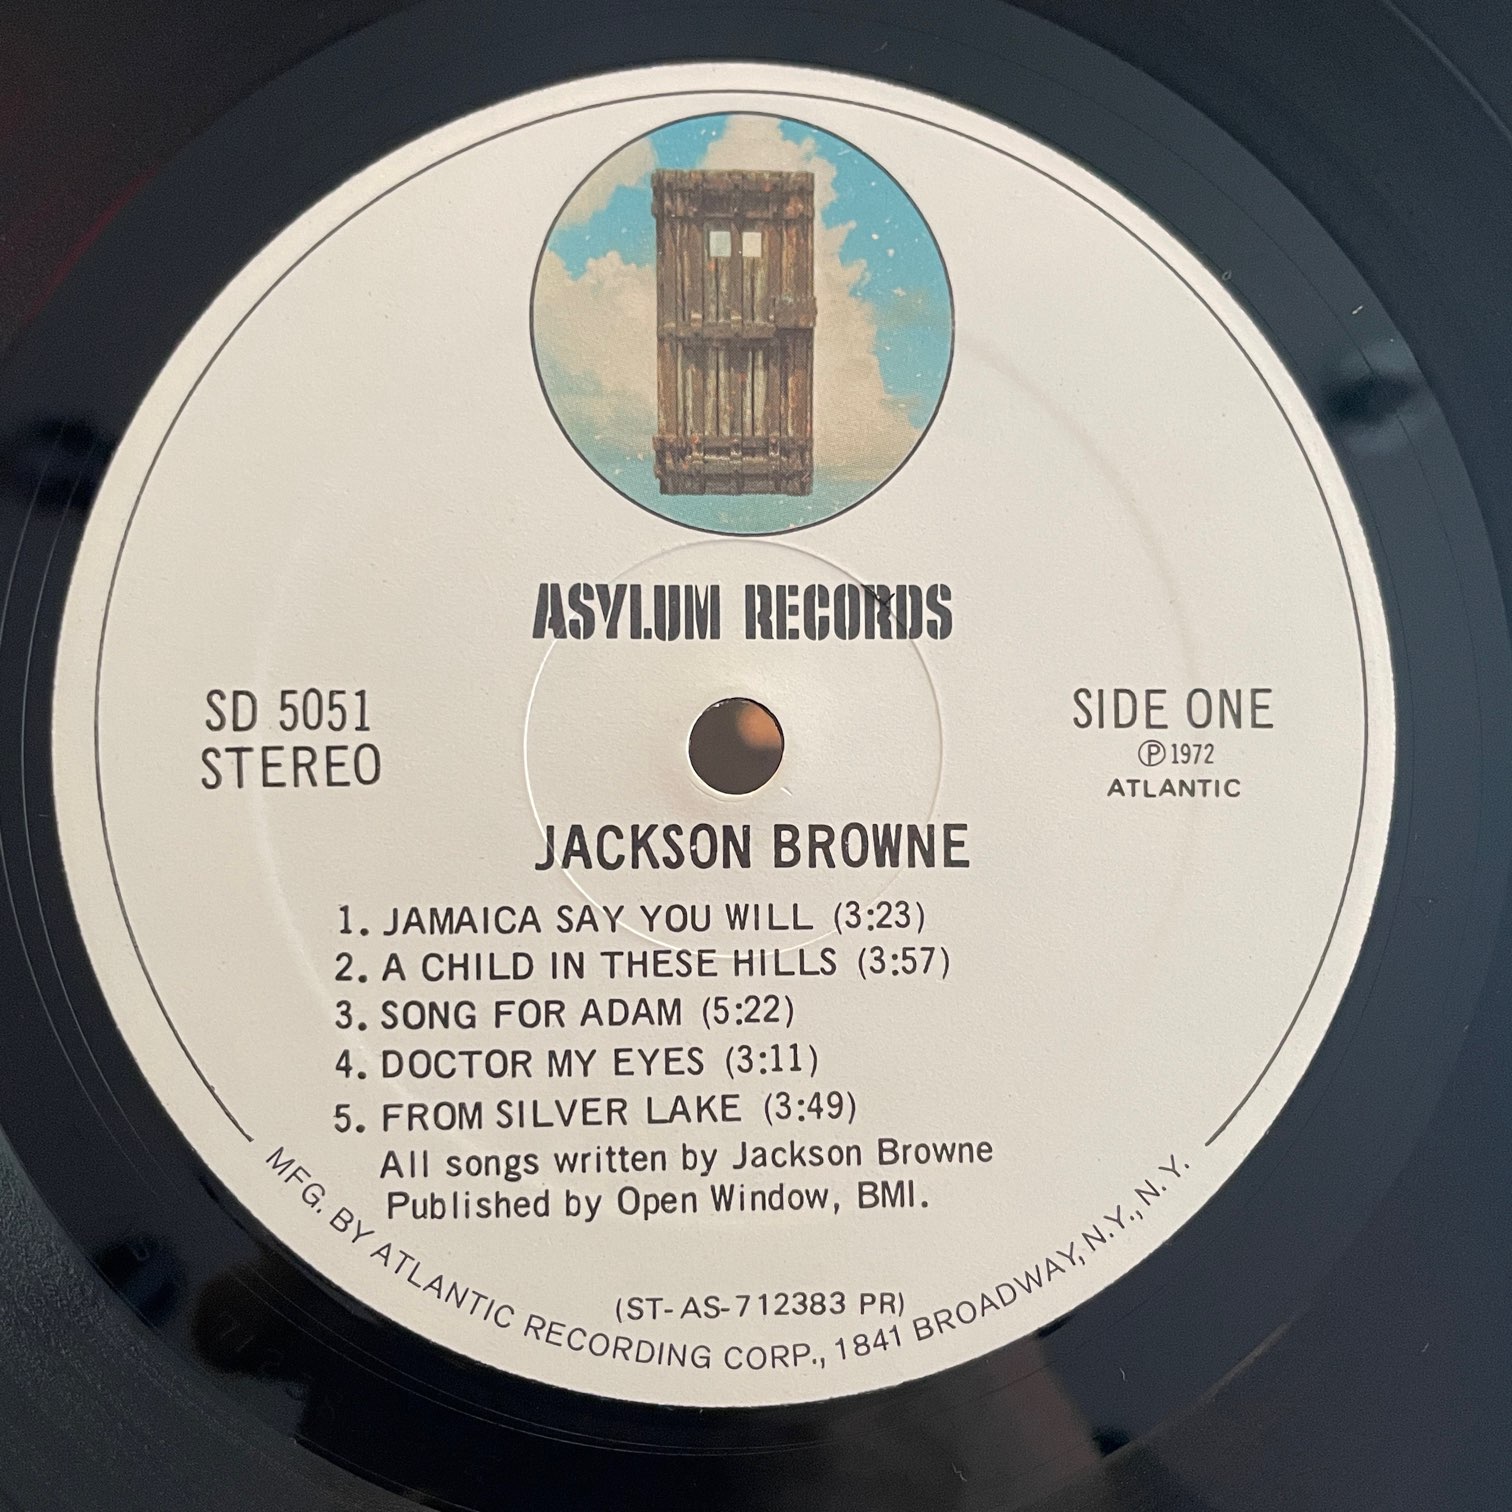 ASYLUM RECORDS
SD 5051
STEREO
SIDE ONE
Ⓟ 1972
ATLANTIC
JACKSON BROWNE
1. JAMAICA SAY YOU WILL (3:23)
2. A CHILD IN THESE HILLS (3:57)
3. SONG FOR ADAM (5:22)
4. DOCTOR MY EYES (3:11)
5. FROM SILVER LAKE (3:49)
All songs written by Jackson Browne
Published by Open Window, BMI.
(ST-AS-712383 PR)
MFG. BY ATLANTIC RECORDING CORP., 1841 BROADWAY, N.Y., N.Y.